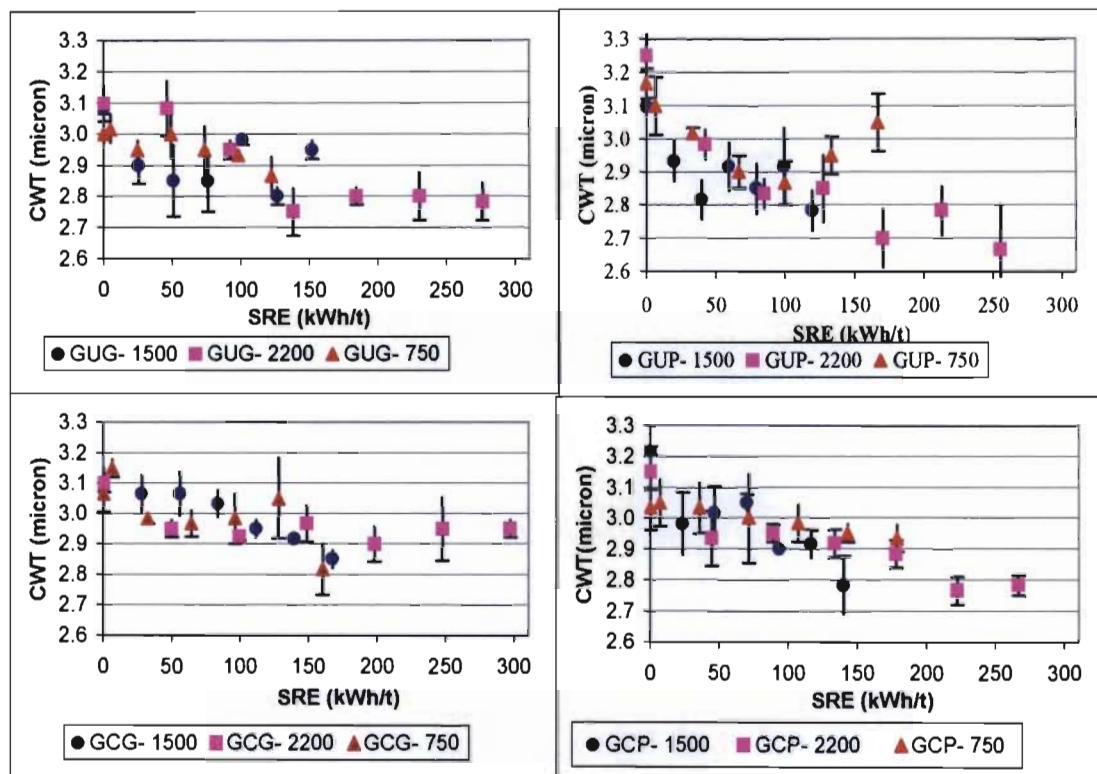 3.3
3.2
3.1
3.0
2.9
2.8
2.7
2.6
CWT (micron)
0 50 100 150 200 250 300
SRE (kWh/t)
GUG- 1500 GUG- 2200 GUG- 750
3.3
3.2
3.1
3.0
2.9
2.8
2.7
2.6
CWT (micron)
0 50 100 150 200 250 300
SRE (kWh/t)
GUP- 1500 GUP- 2200 GUP- 750
3.3
3.2
3.1
3.0
2.9
2.8
2.7
2.6
CWT (micron)
0 50 100 150 200 250 300
SRE (kWh/t)
GCG- 1500 GCG- 2200 GCG- 750
3.3
3.2
3.1
3.0
2.9
2.8
2.7
2.6
CWT(micron)
0 50 100 150 200 250 300
SRE (kWh/t)
GCP- 1500 GCP- 2200 GCP- 750